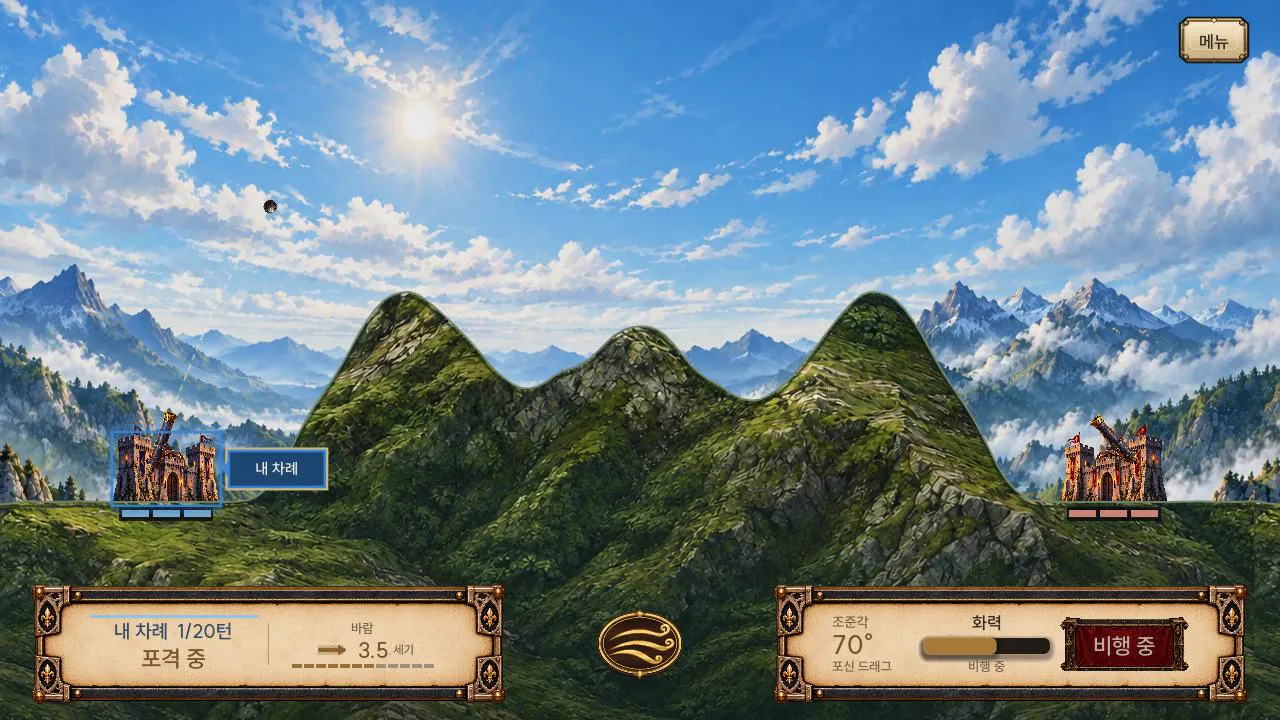 메뉴
내 차례
내 차례 1/20턴
포격 중
바람
3.5 세기
조준각
70°
포신 드래그
화력
비행 중
비행 중